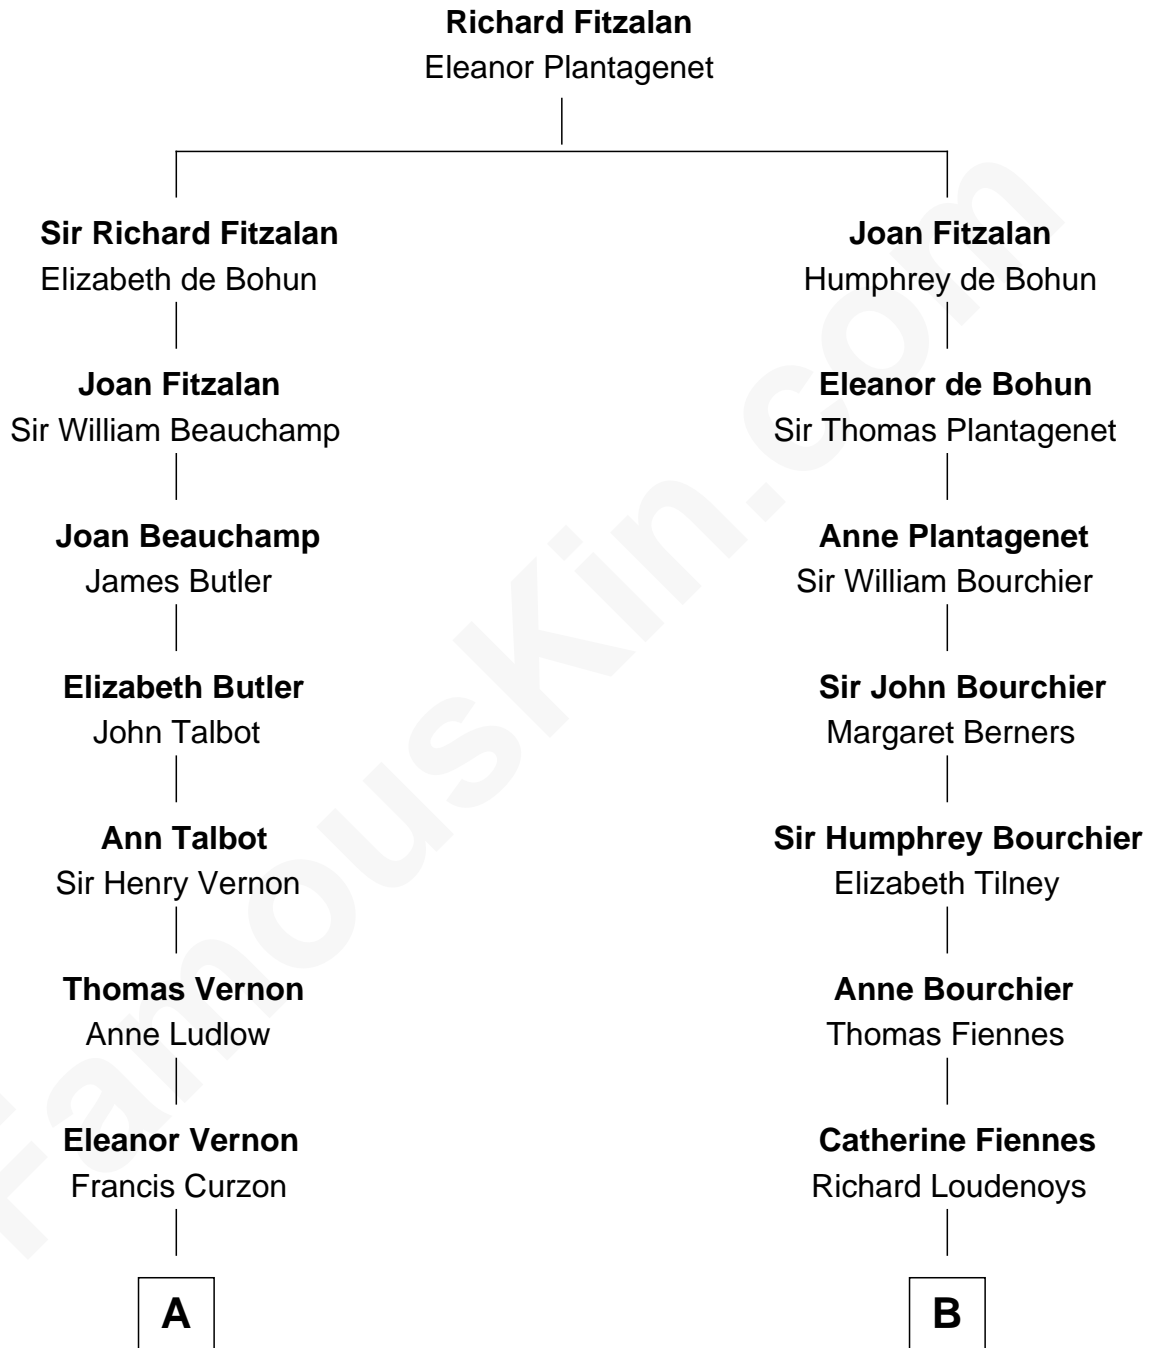 Richard Fitzalan
Eleanor Plantagenet
Sir Richard Fitzalan
Elizabeth de Bohun
Joan Fitzalan
Humphrey de Bohun
Joan Fitzalan
Sir William Beauchamp
Eleanor de Bohun
Sir Thomas Plantagenet
Joan Beauchamp
James Butler
Anne Plantagenet
Sir William Bourchier
Elizabeth Butler
John Talbot
Sir John Bourchier
Margaret Berners
Ann Talbot
Sir Henry Vernon
Sir Humphrey Bourchier
Elizabeth Tilney
Thomas Vernon
Anne Ludlow
Anne Bourchier
Thomas Fiennes
Eleanor Vernon
Francis Curzon
Catherine Fiennes
Richard Loudenoys
A
B
FamousKin.com